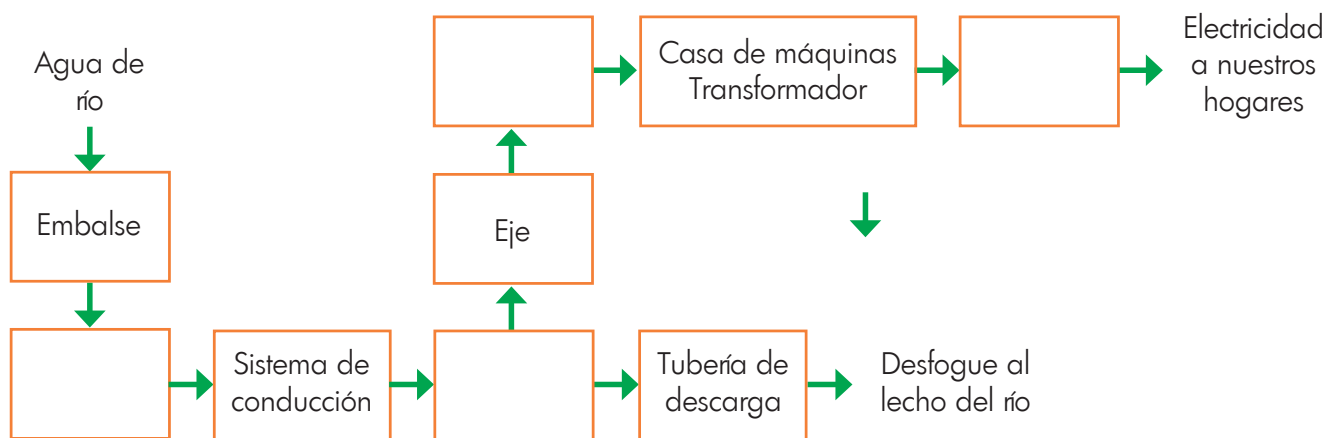 Agua de
río
Embalse
Sistema de
conducción
Eje
Casa de máquinas
Transformador
Electricidad
a nuestros
hogares
Tubería de
descarga
Desfogue al
lecho del río